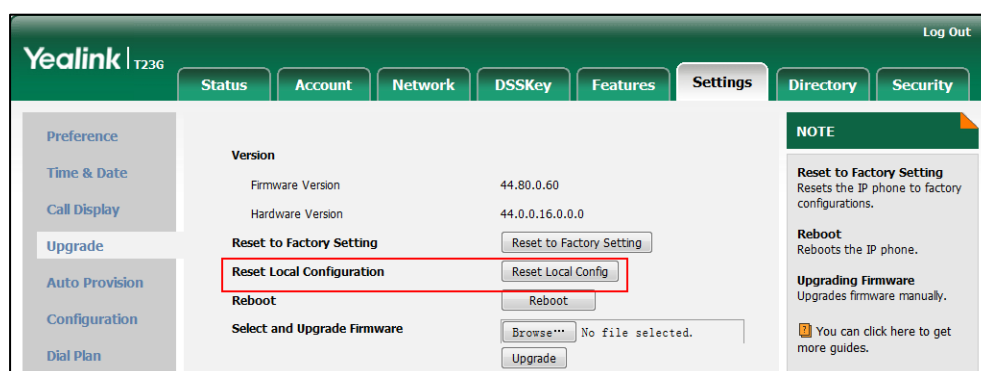 Log Out
Yealink T23G
Status Account Network DSSKey Features Settings Directory Security
Preference
Time & Date
Call Display
Upgrade
Auto Provision
Configuration
Dial Plan
Version
Firmware Version 44.80.0.60
Hardware Version 44.0.0.16.0.0.0
Reset to Factory Setting Reset to Factory Setting
Reset Local Configuration Reset Local Config
Reboot Reboot
Select and Upgrade Firmware Browse… No file selected.
Upgrade
NOTE
Reset to Factory Setting
Resets the IP phone to factory
configurations.
Reboot
Reboots the IP phone.
Upgrading Firmware
Upgrades firmware manually.
You can click here to get
more guides.